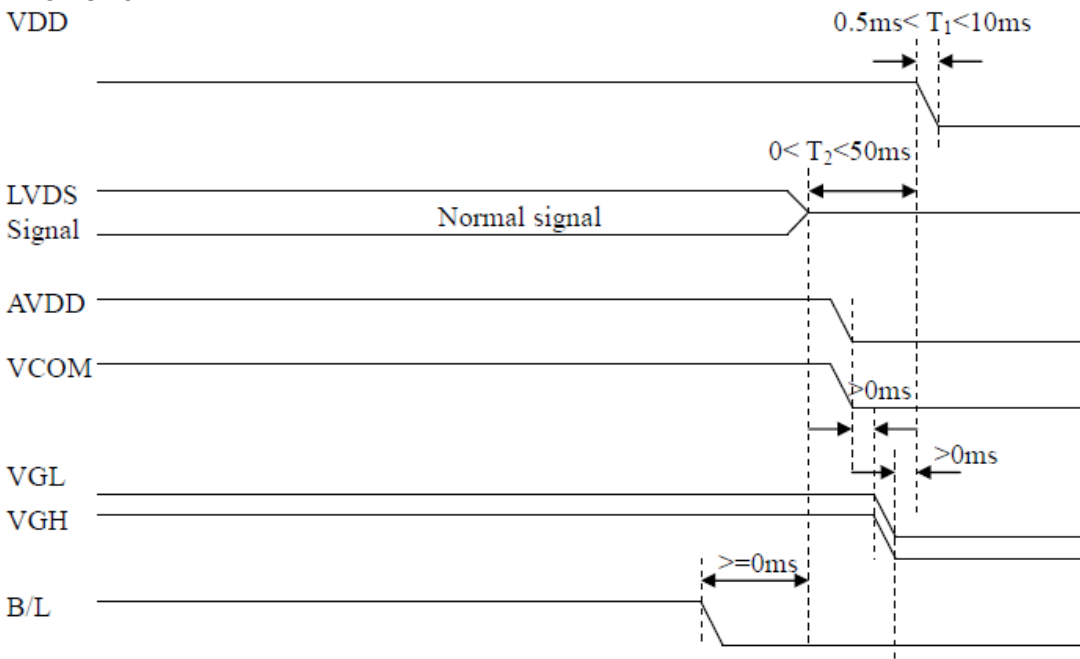 VDD
0.5ms< T₁<10ms
0< T₂<50ms
LVDS
Signal
Normal signal
AVDD
VCOM
>0ms
>0ms
VGL
VGH
>=0ms
B/L